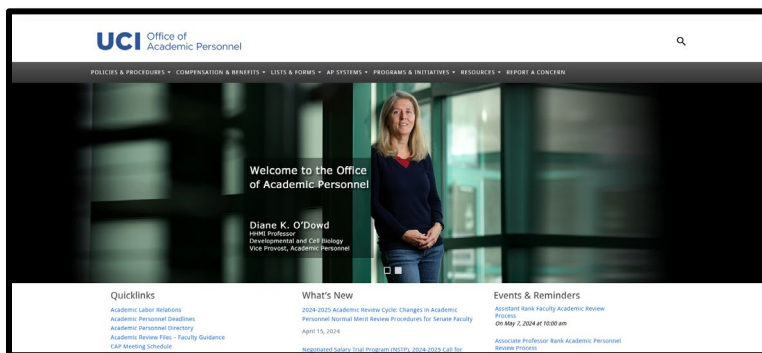 UCI Office of
Academic Personnel
POLICIES & PROCEDURES COMPENSATION & BENEFITS LISTS & FORMS AP SYSTEMS PROGRAMS & INITIATIVES RESOURCES REPORT A CONCERN
Welcome to the Office
of Academic Personnel
Diane K. O'Dowd
HHMI Professor
Developmental and Cell Biology
Vice Provost, Academic Personnel
Quicklinks
Academic Labor Relations
Academic Personnel Deadlines
Academic Personnel Directory
Academic Review Files – Faculty Guidance
CAP Meeting Schedule
What's New
2024-2025 Academic Review Cycle: Changes in Academic
Personnel Normal Merit Review Procedures for Senate Faculty
April 15, 2024
Negotiated Salary Trial Program (NSTP), 2024-2025 Call for
Events & Reminders
Assistant Rank Faculty Academic Review
Process
On May 7, 2024 at 10:00 am
Associate Professor Rank Academic Personnel
Review Process